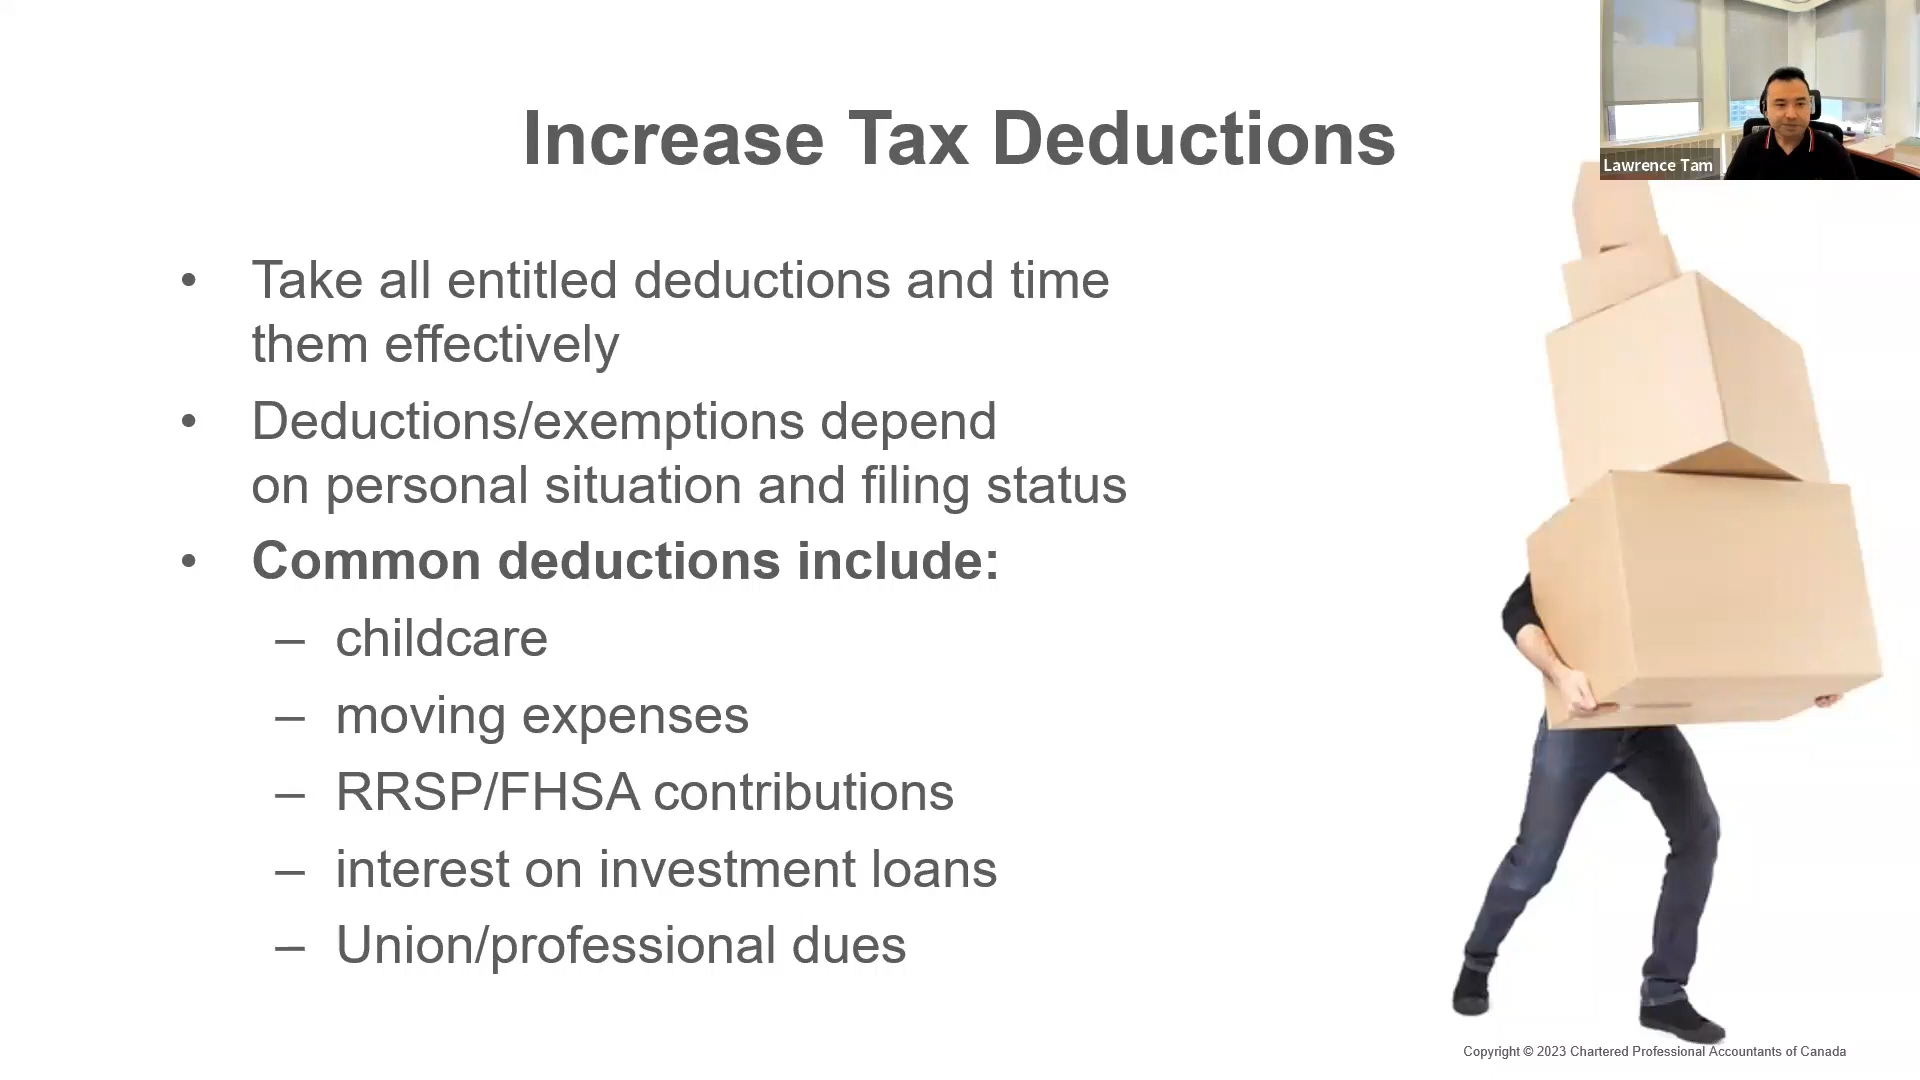 Increase Tax Deductions
Lawrence Tam
• Take all entitled deductions and time
them effectively
• Deductions/exemptions depend
on personal situation and filing status
• Common deductions include:
– childcare
– moving expenses
– RRSP/FHSA contributions
– interest on investment loans
– Union/professional dues
Copyright © 2023 Chartered Professional Accountants of Canada